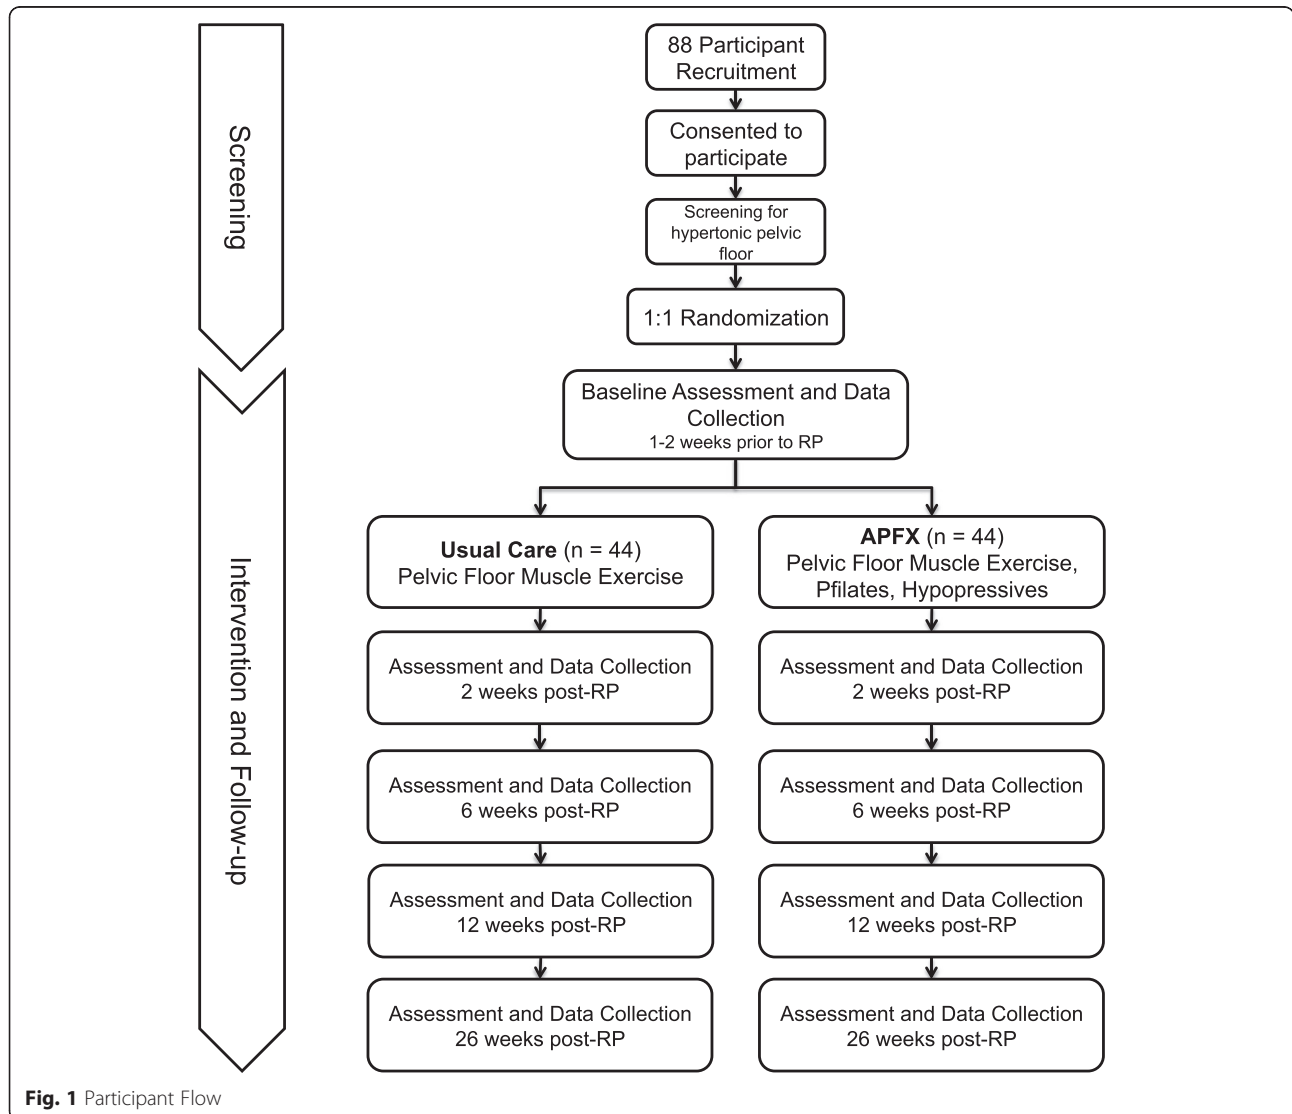 Screening
88 Participant
Recruitment
Consented to
participate
Screening for
hypertonic pelvic
floor
1:1 Randomization
Intervention and Follow-up
Baseline Assessment and Data
Collection
1-2 weeks prior to RP
Usual Care (n = 44)
Pelvic Floor Muscle Exercise
APFX (n = 44)
Pelvic Floor Muscle Exercise,
Pfilates, Hypopressives
Assessment and Data Collection
2 weeks post-RP
Assessment and Data Collection
2 weeks post-RP
Assessment and Data Collection
6 weeks post-RP
Assessment and Data Collection
6 weeks post-RP
Assessment and Data Collection
12 weeks post-RP
Assessment and Data Collection
12 weeks post-RP
Assessment and Data Collection
26 weeks post-RP
Assessment and Data Collection
26 weeks post-RP
Fig. 1 Participant Flow